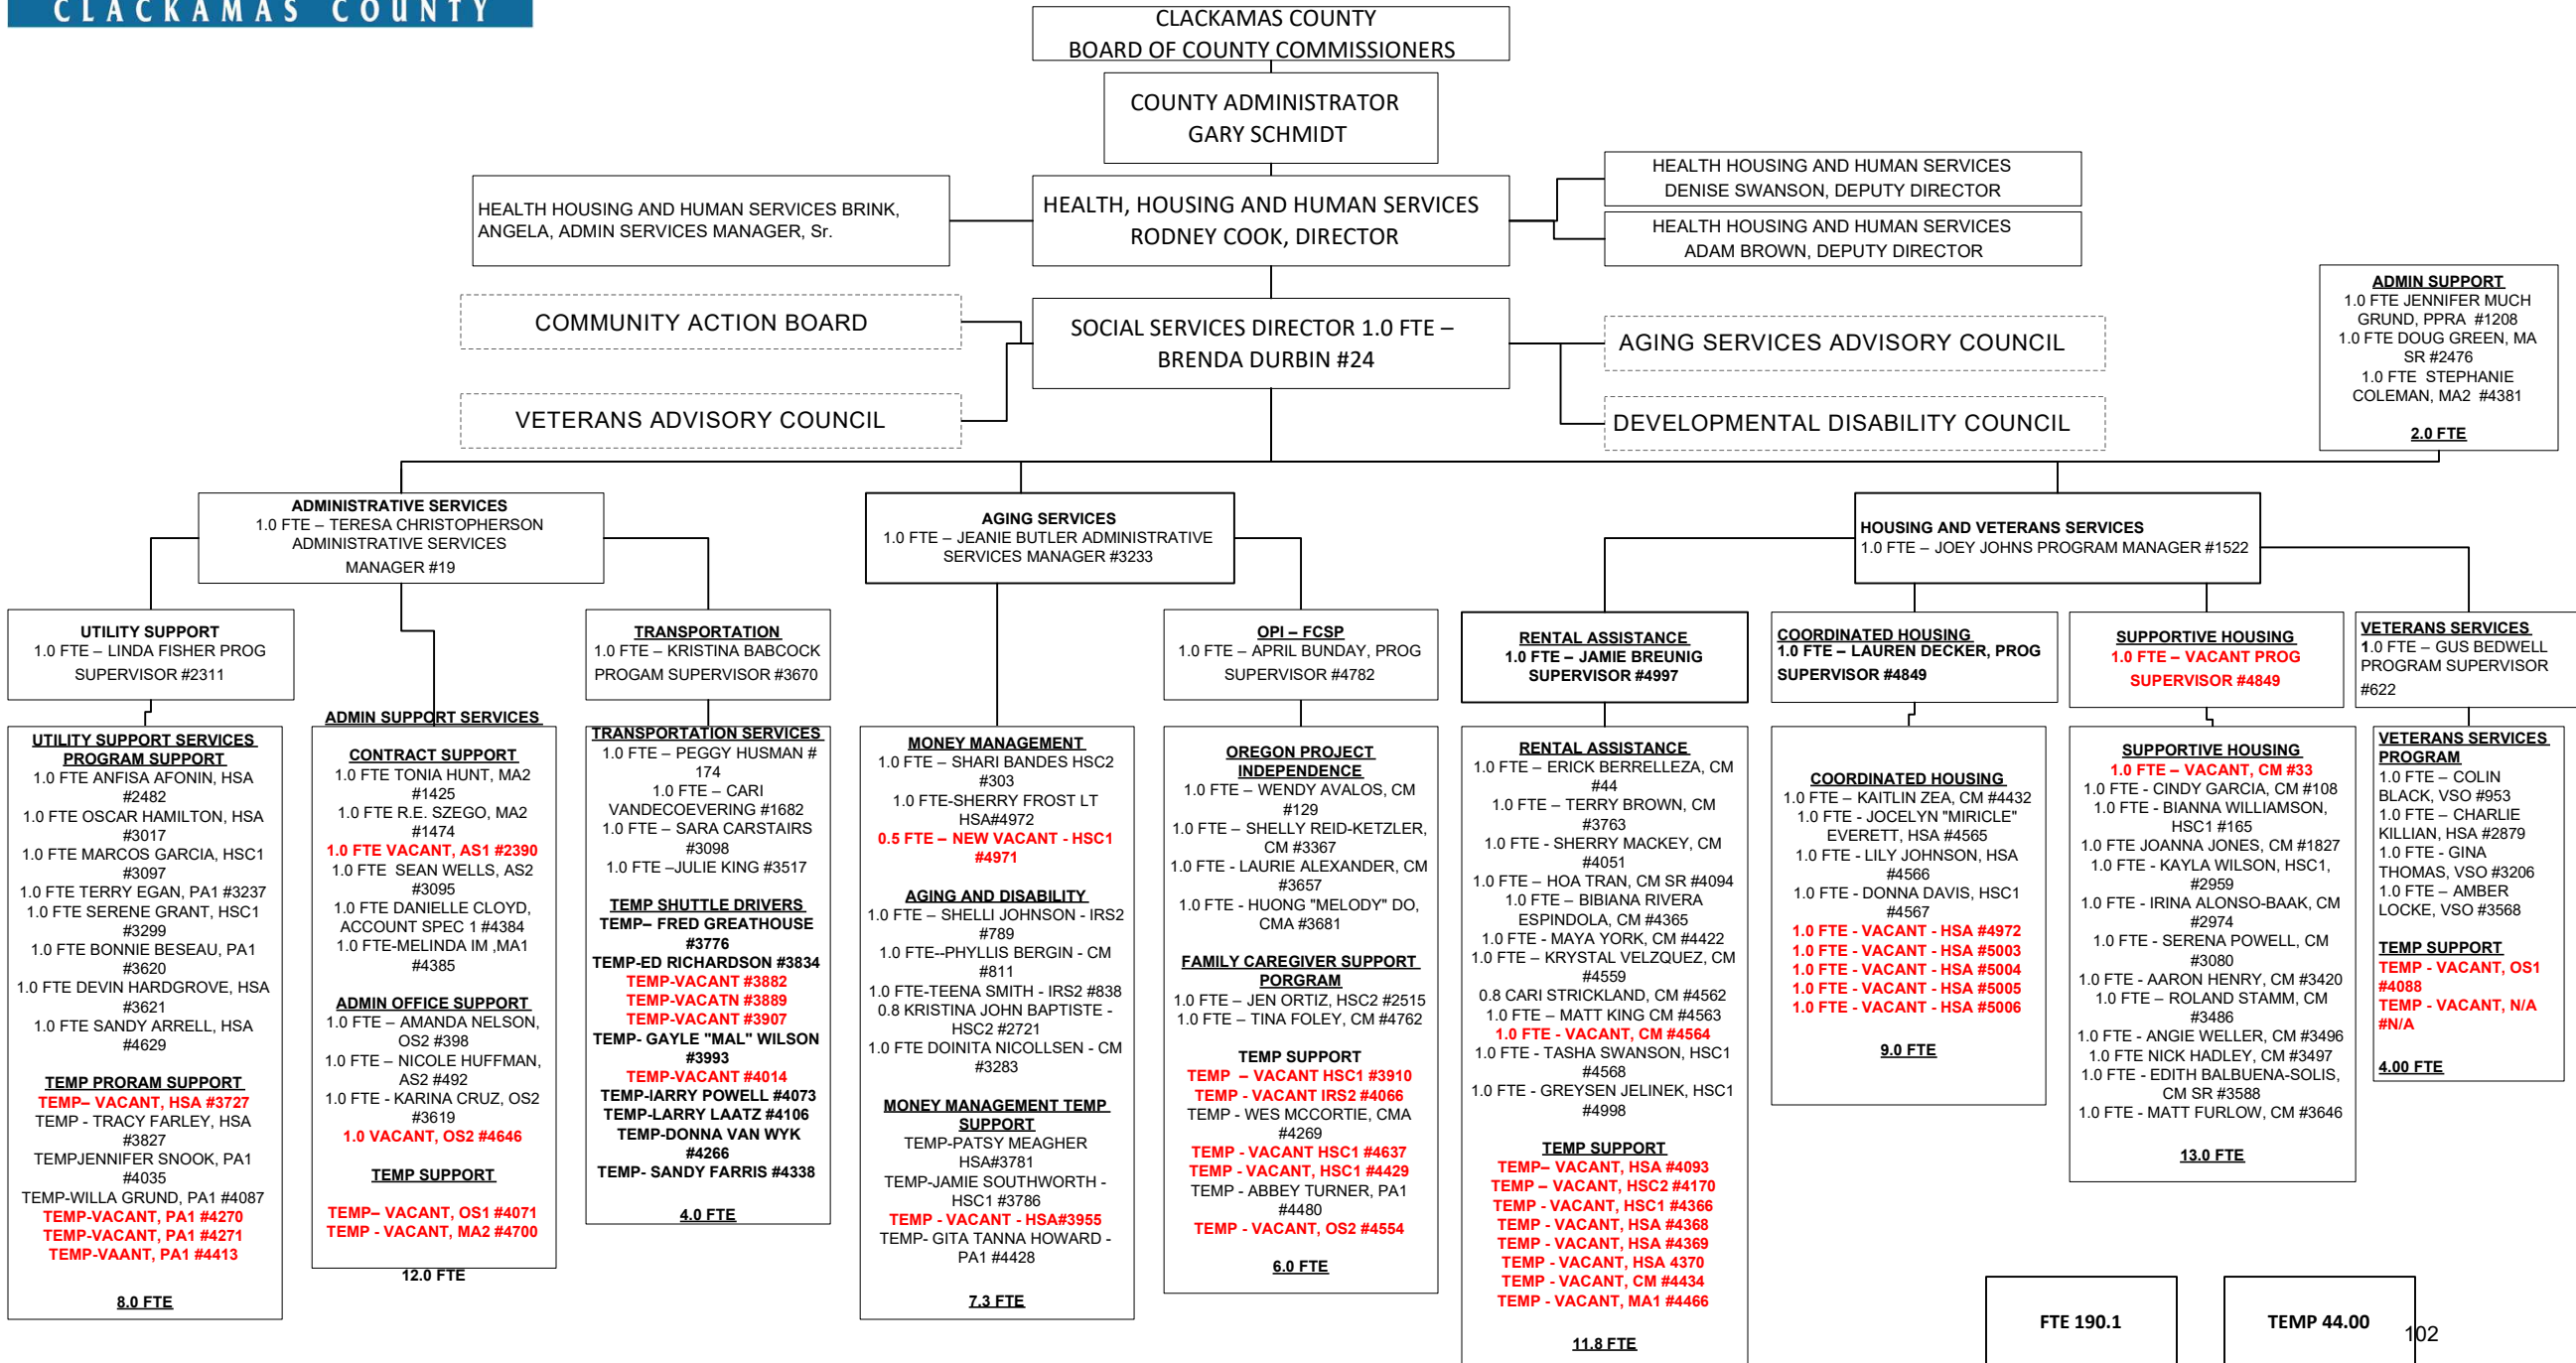 CLACKAMAS COUNTY
CLACKAMAS COUNTY
BOARD OF COUNTY COMMISSIONERS
COUNTY ADMINISTRATOR
GARY SCHMIDT
HEALTH HOUSING AND HUMAN SERVICES BRINK,
ANGELA, ADMIN SERVICES MANAGER, Sr.
HEALTH, HOUSING AND HUMAN SERVICES
RODNEY COOK, DIRECTOR
HEALTH HOUSING AND HUMAN SERVICES
DENISE SWANSON, DEPUTY DIRECTOR
HEALTH HOUSING AND HUMAN SERVICES
ADAM BROWN, DEPUTY DIRECTOR
COMMUNITY ACTION BOARD
VETERANS ADVISORY COUNCIL
SOCIAL SERVICES DIRECTOR 1.0 FTE –
BRENDA DURBIN #24
AGING SERVICES ADVISORY COUNCIL
DEVELOPMENTAL DISABILITY COUNCIL
ADMIN SUPPORT
1.0 FTE JENNIFER MUCH
GRUND, PPRA #1208
1.0 FTE DOUG GREEN, MA
SR #2476
1.0 FTE STEPHANIE
COLEMAN, MA2 #4381
2.0 FTE
ADMINISTRATIVE SERVICES
1.0 FTE – TERESA CHRISTOPHERSON
ADMINISTRATIVE SERVICES
MANAGER #19
AGING SERVICES
1.0 FTE – JEANIE BUTLER ADMINISTRATIVE
SERVICES MANAGER #3233
HOUSING AND VETERANS SERVICES
1.0 FTE – JOEY JOHNS PROGRAM MANAGER #1522
UTILITY SUPPORT
1.0 FTE – LINDA FISHER PROG
SUPERVISOR #2311
TRANSPORTATION
1.0 FTE – KRISTINA BABCOCK
PROGAM SUPERVISOR #3670
OPI – FCSP
1.0 FTE – APRIL BUNDAY, PROG
SUPERVISOR #4782
RENTAL ASSISTANCE
1.0 FTE – JAMIE BREUNIG
SUPERVISOR #4997
COORDINATED HOUSING
1.0 FTE – LAUREN DECKER, PROG
SUPERVISOR #4849
SUPPORTIVE HOUSING
1.0 FTE – VACANT PROG
SUPERVISOR #4849
VETERANS SERVICES
1.0 FTE – GUS BEDWELL
PROGRAM SUPERVISOR
#622
UTILITY SUPPORT SERVICES
PROGRAM SUPPORT
1.0 FTE ANFISA AFONIN, HSA
#2482
1.0 FTE OSCAR HAMILTON, HSA
#3017
1.0 FTE MARCOS GARCIA, HSC1
#3097
1.0 FTE TERRY EGAN, PA1 #3237
1.0 FTE SERENE GRANT, HSC1
#3299
1.0 FTE BONNIE BESEAU, PA1
#3620
1.0 FTE DEVIN HARDGROVE, HSA
#3621
1.0 FTE SANDY ARRELL, HSA
#4629
TEMP PRORAM SUPPORT
TEMP– VACANT, HSA #3727
TEMP - TRACY FARLEY, HSA
#3827
TEMPJENNIFER SNOOK, PA1
#4035
TEMP-WILLA GRUND, PA1 #4087
TEMP-VACANT, PA1 #4270
TEMP-VACANT, PA1 #4271
TEMP-VAANT, PA1 #4413
8.0 FTE
ADMIN SUPPORT SERVICES
CONTRACT SUPPORT
1.0 FTE TONIA HUNT, MA2
#1425
1.0 FTE R.E. SZEGO, MA2
#1474
1.0 FTE VACANT, AS1 #2390
1.0 FTE SEAN WELLS, AS2
#3095
1.0 FTE DANIELLE CLOYD,
ACCOUNT SPEC 1 #4384
1.0 FTE-MELINDA IM ,MA1
#4385
ADMIN OFFICE SUPPORT
1.0 FTE – AMANDA NELSON,
OS2 #398
1.0 FTE – NICOLE HUFFMAN,
AS2 #492
1.0 FTE - KARINA CRUZ, OS2
#3619
1.0 VACANT, OS2 #4646
TEMP SUPPORT
TEMP– VACANT, OS1 #4071
TEMP - VACANT, MA2 #4700
12.0 FTE
TRANSPORTATION SERVICES
1.0 FTE – PEGGY HUSMAN #
174
1.0 FTE – CARI
VANDECOEVERING #1682
1.0 FTE – SARA CARSTAIRS
#3098
1.0 FTE –JULIE KING #3517
TEMP SHUTTLE DRIVERS
TEMP– FRED GREATHOUSE
#3776
TEMP-ED RICHARDSON #3834
TEMP-VACANT #3882
TEMP-VACATN #3889
TEMP-VACANT #3907
TEMP- GAYLE "MAL" WILSON
#3993
TEMP-VACANT #4014
TEMP-lARRY POWELL #4073
TEMP-LARRY LAATZ #4106
TEMP-DONNA VAN WYK
#4266
TEMP- SANDY FARRIS #4338
4.0 FTE
MONEY MANAGEMENT
1.0 FTE – SHARI BANDES HSC2
#303
1.0 FTE-SHERRY FROST LT
HSA#4972
0.5 FTE – NEW VACANT - HSC1
#4971
AGING AND DISABILITY
1.0 FTE – SHELLI JOHNSON - IRS2
#789
1.0 FTE--PHYLLIS BERGIN - CM
#811
1.0 FTE-TEENA SMITH - IRS2 #838
0.8 KRISTINA JOHN BAPTISTE -
HSC2 #2721
1.0 FTE DOINITA NICOLLSEN - CM
#3283
MONEY MANAGEMENT TEMP
SUPPORT
TEMP-PATSY MEAGHER
HSA#3781
TEMP-JAMIE SOUTHWORTH -
HSC1 #3786
TEMP - VACANT - HSA#3955
TEMP- GITA TANNA HOWARD -
PA1 #4428
7.3 FTE
OREGON PROJECT
INDEPENDENCE
1.0 FTE – WENDY AVALOS, CM
#129
1.0 FTE – SHELLY REID-KETZLER,
CM #3367
1.0 FTE - LAURIE ALEXANDER, CM
#3657
1.0 FTE - HUONG "MELODY" DO,
CMA #3681
FAMILY CAREGIVER SUPPORT
PORGRAM
1.0 FTE – JEN ORTIZ, HSC2 #2515
1.0 FTE – TINA FOLEY, CM #4762
TEMP SUPPORT
TEMP – VACANT HSC1 #3910
TEMP - VACANT IRS2 #4066
TEMP - WES MCCORTIE, CMA
#4269
TEMP - VACANT HSC1 #4637
TEMP - VACANT, HSC1 #4429
TEMP - ABBEY TURNER, PA1
#4480
TEMP - VACANT, OS2 #4554
6.0 FTE
RENTAL ASSISTANCE
1.0 FTE – ERICK BERRELLEZA, CM
#44
1.0 FTE – TERRY BROWN, CM
#3763
1.0 FTE - SHERRY MACKEY, CM
#4051
1.0 FTE – HOA TRAN, CM SR #4094
1.0 FTE – BIBIANA RIVERA
ESPINDOLA, CM #4365
1.0 FTE - MAYA YORK, CM #4422
1.0 FTE – KRYSTAL VELZQUEZ, CM
#4559
0.8 CARI STRICKLAND, CM #4562
1.0 FTE – MATT KING CM #4563
1.0 FTE - VACANT, CM #4564
1.0 FTE - TASHA SWANSON, HSC1
#4568
1.0 FTE - GREYSEN JELINEK, HSC1
#4998
TEMP SUPPORT
TEMP– VACANT, HSA #4093
TEMP – VACANT, HSC2 #4170
TEMP - VACANT, HSC1 #4366
TEMP - VACANT, HSA #4368
TEMP - VACANT, HSA #4369
TEMP - VACANT, HSA 4370
TEMP - VACANT, CM #4434
TEMP - VACANT, MA1 #4466
11.8 FTE
COORDINATED HOUSING
1.0 FTE – KAITLIN ZEA, CM #4432
1.0 FTE - JOCELYN "MIRICLE"
EVERETT, HSA #4565
1.0 FTE - LILY JOHNSON, HSA
#4566
1.0 FTE - DONNA DAVIS, HSC1
#4567
1.0 FTE - VACANT - HSA #4972
1.0 FTE - VACANT - HSA #5003
1.0 FTE - VACANT - HSA #5004
1.0 FTE - VACANT - HSA #5005
1.0 FTE - VACANT - HSA #5006
9.0 FTE
SUPPORTIVE HOUSING
1.0 FTE – VACANT, CM #33
1.0 FTE - CINDY GARCIA, CM #108
1.0 FTE - BIANNA WILLIAMSON,
HSC1 #165
1.0 FTE JOANNA JONES, CM #1827
1.0 FTE - KAYLA WILSON, HSC1,
#2959
1.0 FTE - IRINA ALONSO-BAAK, CM
#2974
1.0 FTE - SERENA POWELL, CM
#3080
1.0 FTE - AARON HENRY, CM #3420
1.0 FTE – ROLAND STAMM, CM
#3486
1.0 FTE - ANGIE WELLER, CM #3496
1.0 FTE NICK HADLEY, CM #3497
1.0 FTE - EDITH BALBUENA-SOLIS,
CM SR #3588
1.0 FTE - MATT FURLOW, CM #3646
13.0 FTE
VETERANS SERVICES
PROGRAM
1.0 FTE – COLIN
BLACK, VSO #953
1.0 FTE – CHARLIE
KILLIAN, HSA #2879
1.0 FTE - GINA
THOMAS, VSO #3206
1.0 FTE – AMBER
LOCKE, VSO #3568
TEMP SUPPORT
TEMP - VACANT, OS1
#4088
TEMP - VACANT, N/A
#N/A
4.00 FTE
FTE 190.1
TEMP 44.00
102